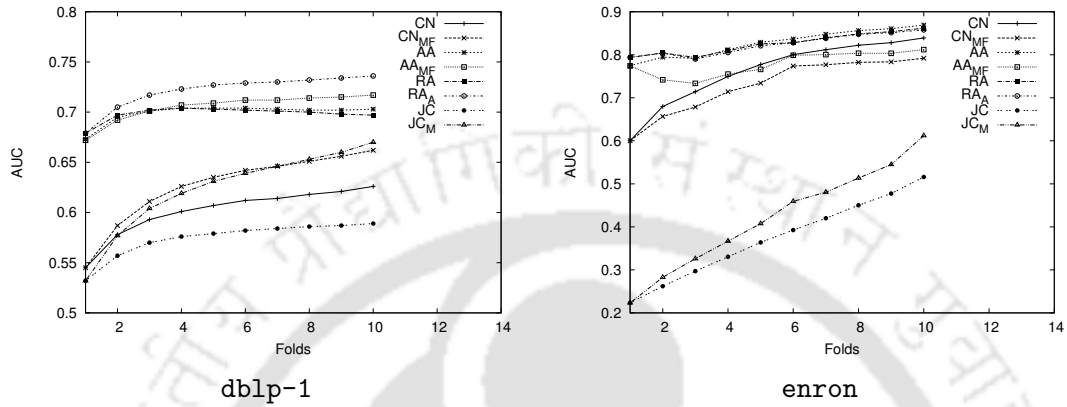 0.8
0.75
0.7
0.65
0.6
0.55
0.5
AUC
2 4 6 8 10 12 14
Folds
CN
CN_MF
AA
AA_MF
RA
RA_A
JC
JC_M
dblp-1
1
0.9
0.8
0.7
0.6
0.5
0.4
0.3
0.2
AUC
2 4 6 8 10 12 14
Folds
CN
CN_MF
AA
AA_MF
RA
RA_A
JC
JC_M
enron